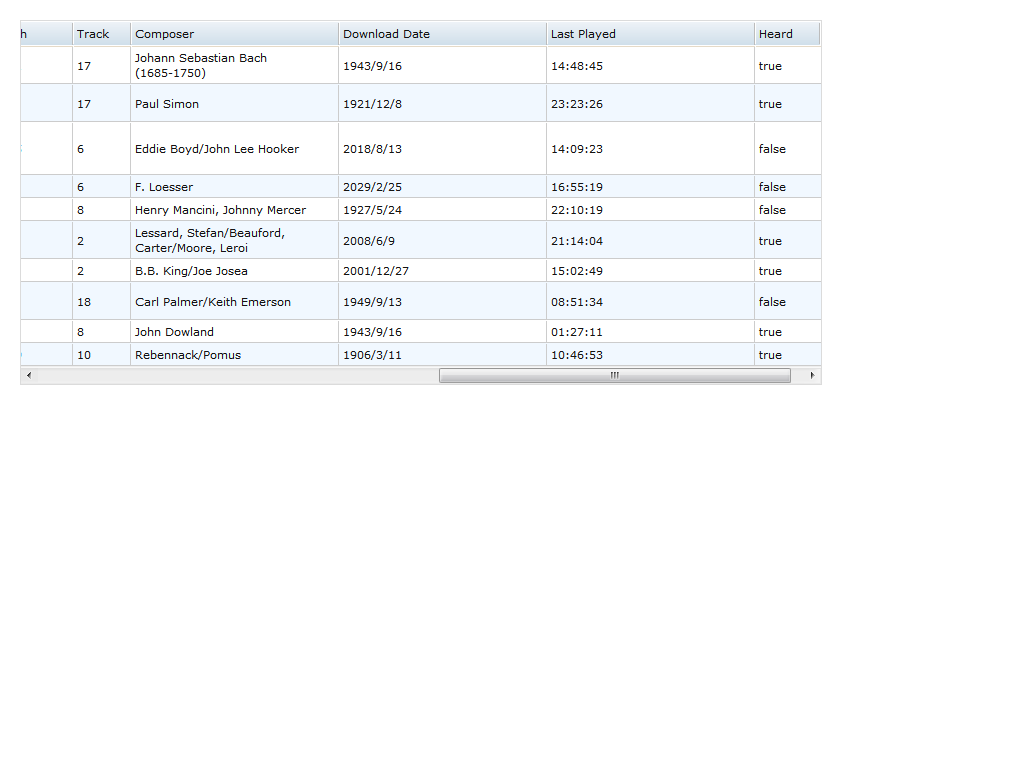 h Track Composer Download Date Last Played Heard
17 Johann Sebastian Bach (1685-1750) 1943/9/16 14:48:45 true
17 Paul Simon 1921/12/8 23:23:26 true
6 Eddie Boyd/John Lee Hooker 2018/8/13 14:09:23 false
6 F. Loesser 2029/2/25 16:55:19 false
8 Henry Mancini, Johnny Mercer 1927/5/24 22:10:19 false
2 Lessard, Stefan/Beauford, Carter/Moore, Leroi 2008/6/9 21:14:04 true
2 B.B. King/Joe Josea 2001/12/27 15:02:49 true
18 Carl Palmer/Keith Emerson 1949/9/13 08:51:34 false
8 John Dowland 1943/9/16 01:27:11 true
10 Rebennack/Pomus 1906/3/11 10:46:53 true